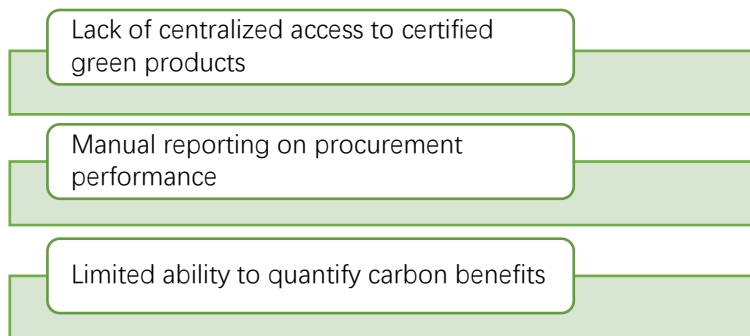 Lack of centralized access to certified
green products
Manual reporting on procurement
performance
Limited ability to quantify carbon benefits